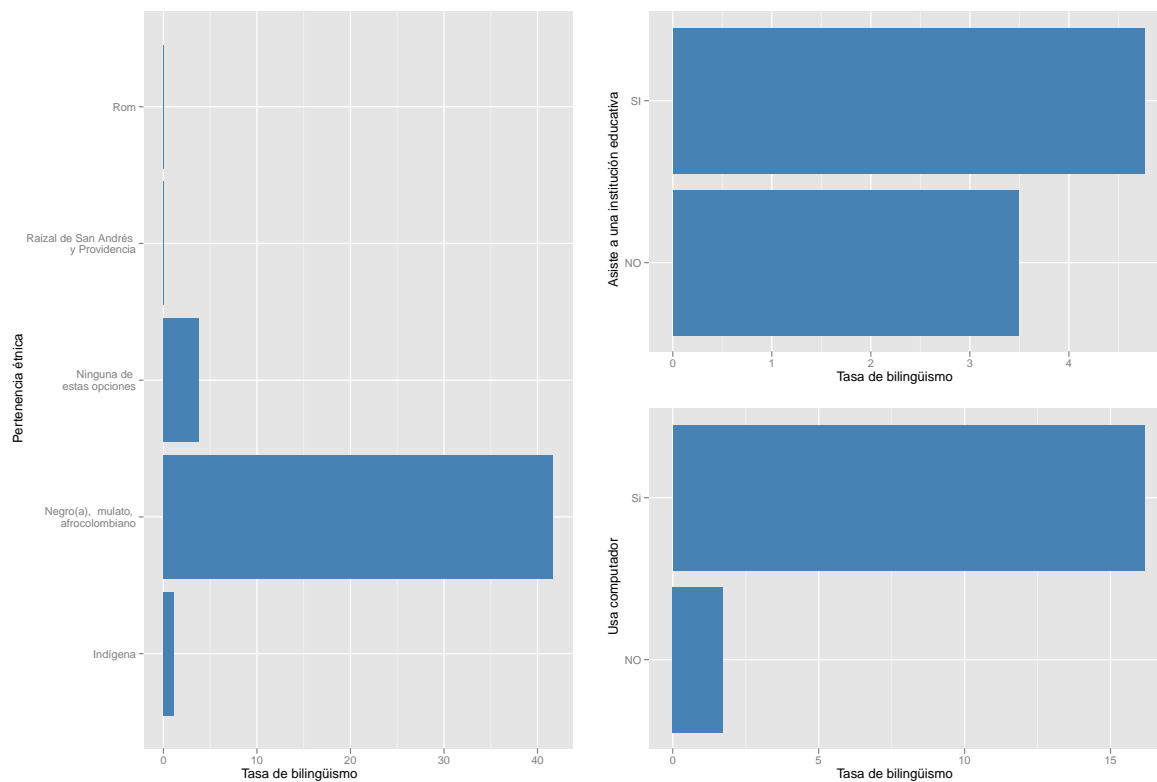 Pertenencia étnica
Rom
Raizal de San Andrés
y Providencia
Ninguna de
estas opciones
Negro(a),  mulato,
afrocolombiano
Indígena
0 10 20 30 40
Tasa de bilingüismo
Asiste a una institución educativa
SI
NO
0 1 2 3 4
Tasa de bilingüismo
Usa computador
Si
NO
0 5 10 15
Tasa de bilingüismo